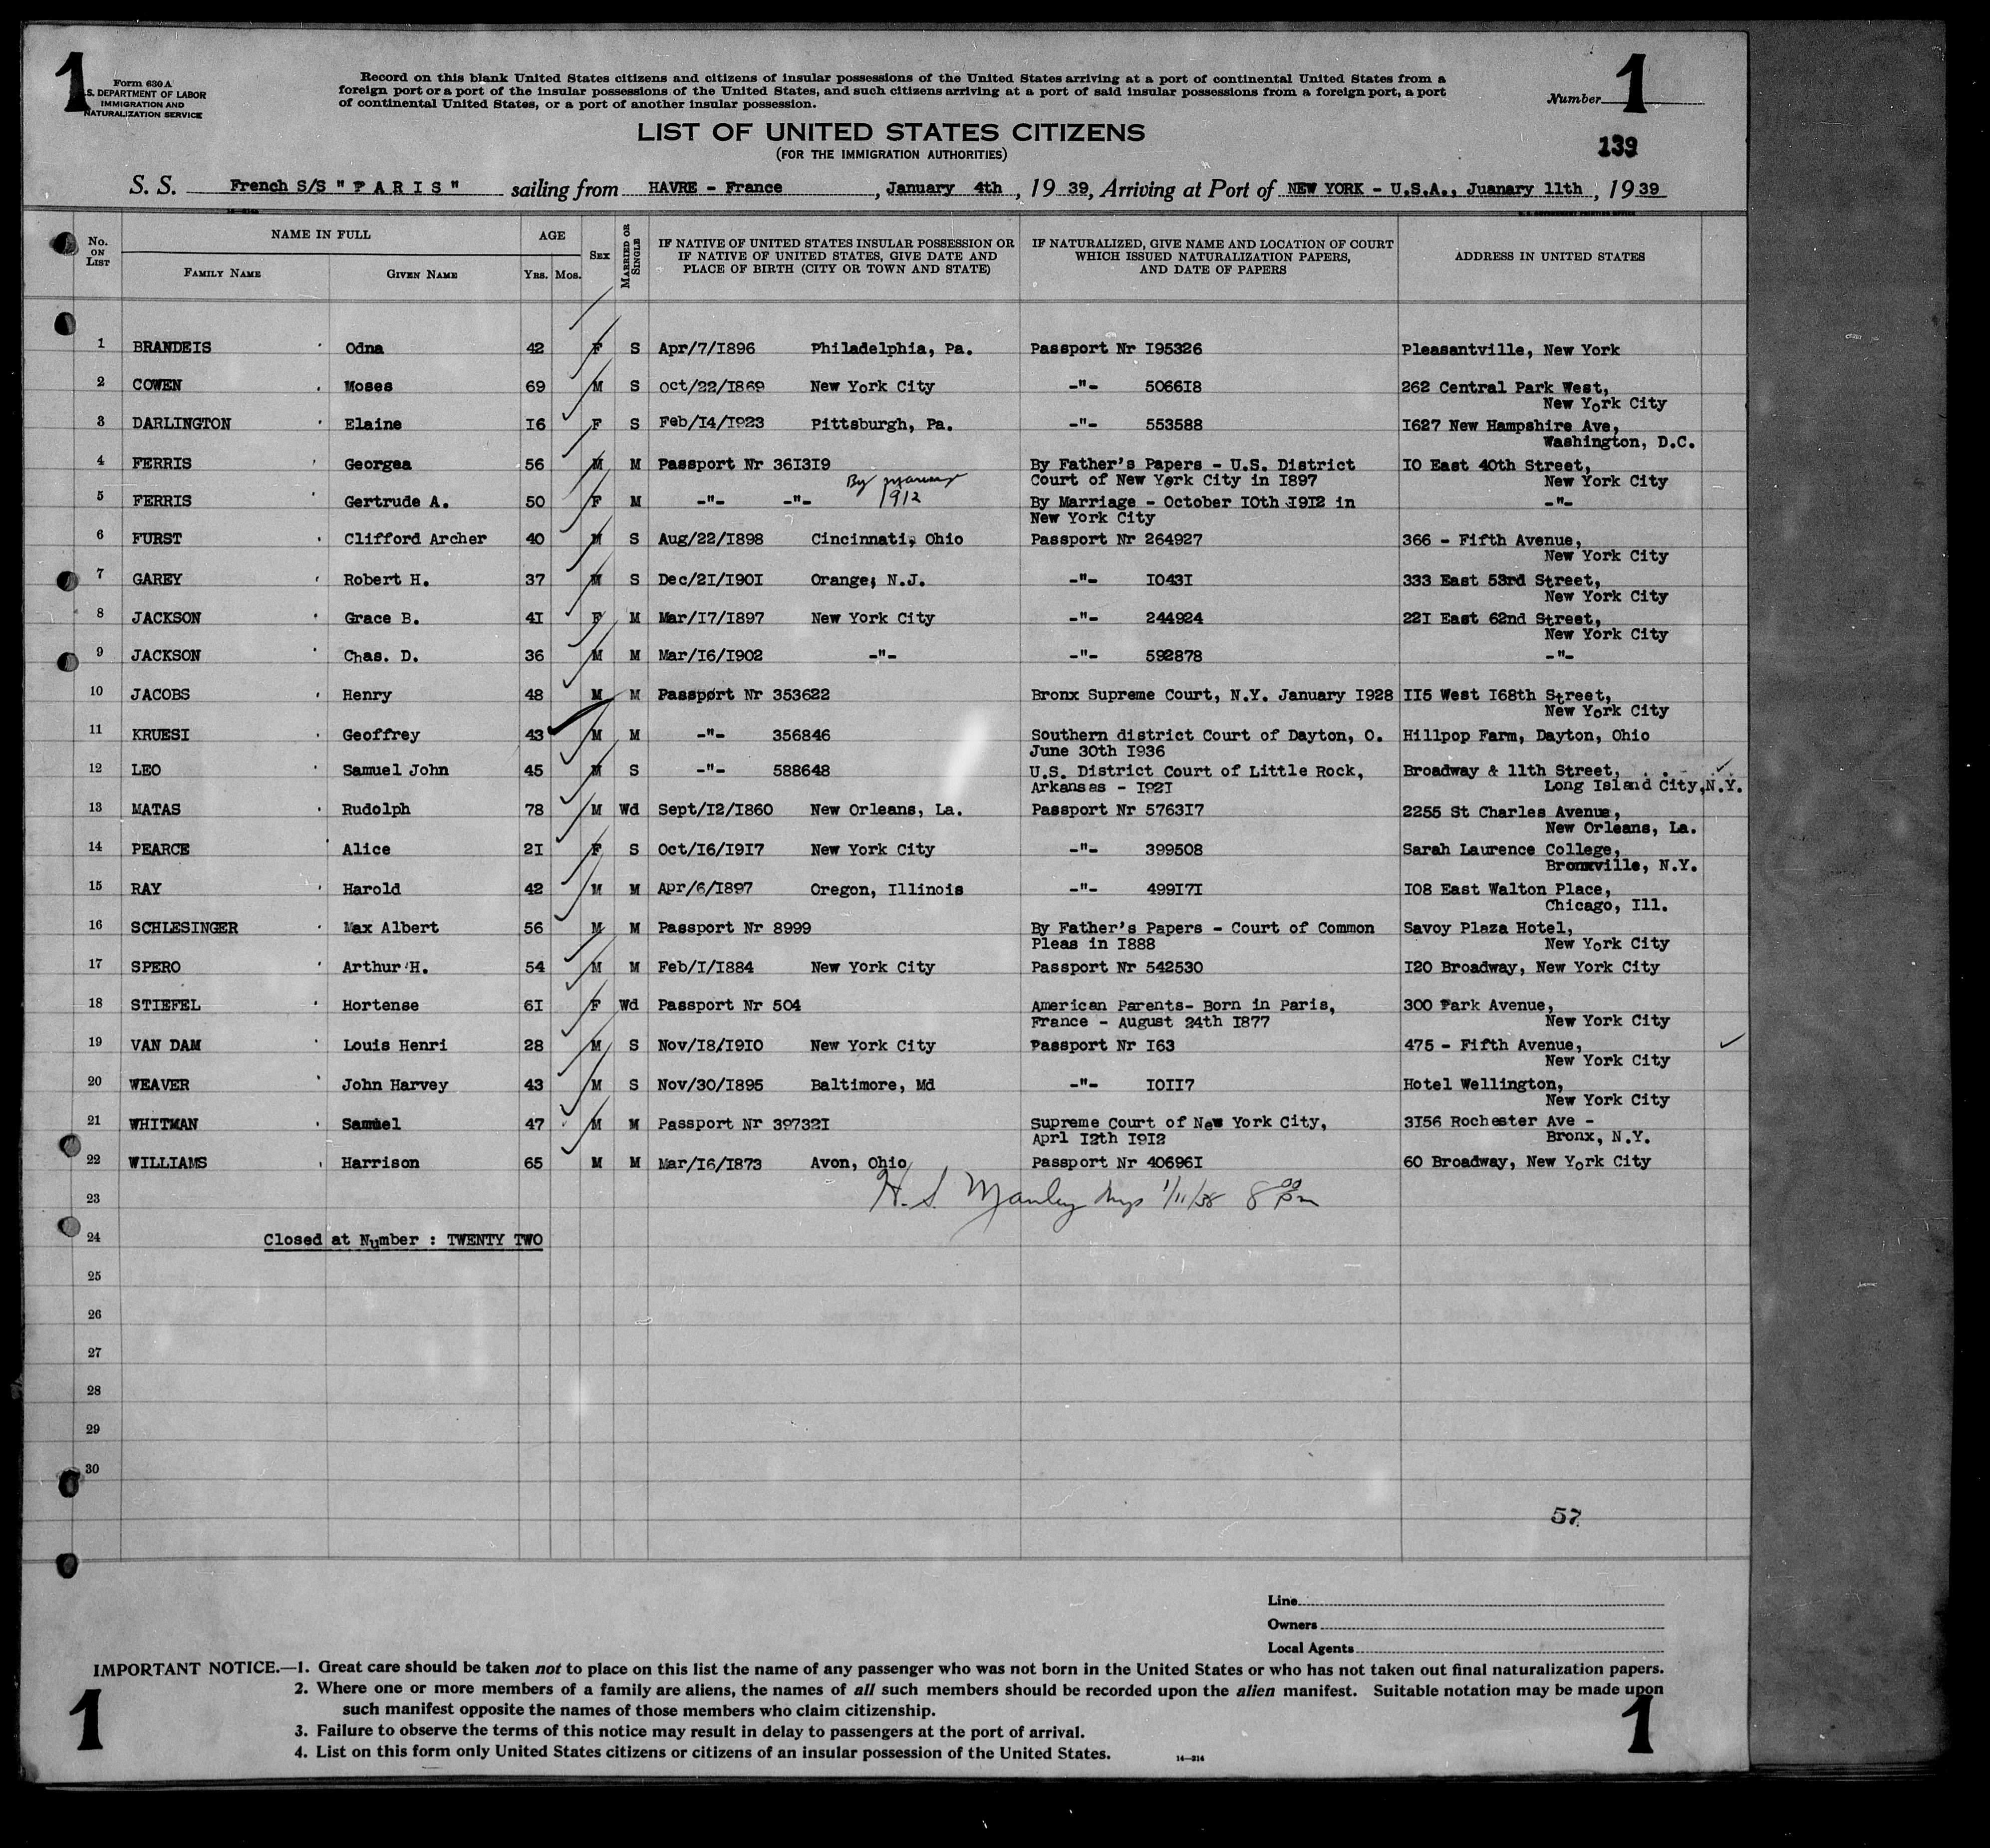 1
1
Form 630 A
U.S. DEPARTMENT OF LABOR
IMMIGRATION AND
NATURALIZATION SERVICE
Record on this blank United States citizens and citizens of insular possessions of the United States arriving at a port of continental United States from a
foreign port or a port of the insular possessions of the United States, and such citizens arriving at a port of said insular possessions from a foreign port, a port
of continental United States, or a port of another insular possession.
Number
LIST OF UNITED STATES CITIZENS
(FOR THE IMMIGRATION AUTHORITIES)
139
S. S. French S/S "PARIS" sailing from HAVRE - France, January 4th, 19 39, Arriving at Port of NEW YORK - U.S.A., Juanary 11th, 19 39
No. ON LIST
NAME IN FULL
FAMILY NAME GIVEN NAME
AGE
YRS. MOS.
SEX
MARRIED OR SINGLE
IF NATIVE OF UNITED STATES INSULAR POSSESSION OR
IF NATIVE OF UNITED STATES, GIVE DATE AND
PLACE OF BIRTH (CITY OR TOWN AND STATE)
IF NATURALIZED, GIVE NAME AND LOCATION OF COURT
WHICH ISSUED NATURALIZATION PAPERS,
AND DATE OF PAPERS
ADDRESS IN UNITED STATES
1 BRANDEIS Odna 42 F S Apr/7/1896 Philadelphia, Pa. Passport Nr 195326 Pleasantville, New York
2 COWEN Moses 69 M S Oct/22/1869 New York City -"- 506618 262 Central Park West,
New York City
3 DARLINGTON Elaine 16 F S Feb/14/1923 Pittsburgh, Pa. -"- 553588 1627 New Hampshire Ave,
Washington, D.C.
4 FERRIS Georgea 56 M M Passport Nr 361319 By Father's Papers - U.S. District 10 East 40th Street,
Court of New York City in 1897 New York City
By marriage
1912
5 FERRIS Gertrude A. 50 F M -"- -"- By Marriage - October 10th 1912 in -"-
New York City
6 FURST Clifford Archer 40 M S Aug/22/1898 Cincinnati, Ohio Passport Nr 264927 366 - Fifth Avenue,
New York City
7 GAREY Robert H. 37 M S Dec/21/1901 Orange, N.J. -"- 10431 333 East 53rd Street,
New York City
8 JACKSON Grace B. 41 F M Mar/17/1897 New York City -"- 244924 221 East 62nd Street,
New York City
9 JACKSON Chas. D. 36 M M Mar/16/1902 -"- -"- 592878 -"-
10 JACOBS Henry 48 M M Passport Nr 353622 Bronx Supreme Court, N.Y. January 1928 115 West 168th Street,
New York City
11 KRUESI Geoffrey 43 M M -"- 356846 Southern district Court of Dayton, O. Hillpop Farm, Dayton, Ohio
June 30th 1936
12 LEO Samuel John 45 M S -"- 588648 U.S. District Court of Little Rock, Broadway & 11th Street,
Arkansas - 1921 Long Island City, N.Y.
13 MATAS Rudolph 78 M Wd Sept/12/1860 New Orleans, La. Passport Nr 576317 2255 St Charles Avenue,
New Orleans, La.
14 PEARCE Alice 21 F S Oct/16/1917 New York City -"- 399508 Sarah Laurence College,
Bronxville, N.Y.
15 RAY Harold 42 M M Apr/6/1897 Oregon, Illinois -"- 499171 108 East Walton Place,
Chicago, Ill.
16 SCHLESINGER Max Albert 56 M M Passport Nr 8999 By Father's Papers - Court of Common Savoy Plaza Hotel,
Pleas in 1888 New York City
17 SPERO Arthur H. 54 M M Feb/1/1884 New York City Passport Nr 542530 120 Broadway, New York City
18 STIEFEL Hortense 61 F Wd Passport Nr 504 American Parents- Born in Paris, 300 Park Avenue,
France - August 24th 1877 New York City
19 VAN DAM Louis Henri 28 M S Nov/18/1910 New York City Passport Nr 163 475 - Fifth Avenue,
New York City
20 WEAVER John Harvey 43 M S Nov/30/1895 Baltimore, Md -"- 10117 Hotel Wellington,
New York City
21 WHITMAN Samuel 47 M M Passport Nr 397321 Supreme Court of New York City, 3156 Rochester Ave -
Aprl 12th 1912 Bronx, N.Y.
22 WILLIAMS Harrison 65 M M Mar/16/1873 Avon, Ohio Passport Nr 406961 60 Broadway, New York City
23 H. S. Manley 1/11/38 8 00 pm
24 Closed at Number : TWENTY TWO
25
26
27
28
29
30
57
Line
Owners
Local Agents
IMPORTANT NOTICE.—1. Great care should be taken not to place on this list the name of any passenger who was not born in the United States or who has not taken out final naturalization papers.
2. Where one or more members of a family are aliens, the names of all such members should be recorded upon the alien manifest. Suitable notation may be made upon
such manifest opposite the names of those members who claim citizenship.
3. Failure to observe the terms of this notice may result in delay to passengers at the port of arrival.
4. List on this form only United States citizens or citizens of an insular possession of the United States.
14—214
1
1